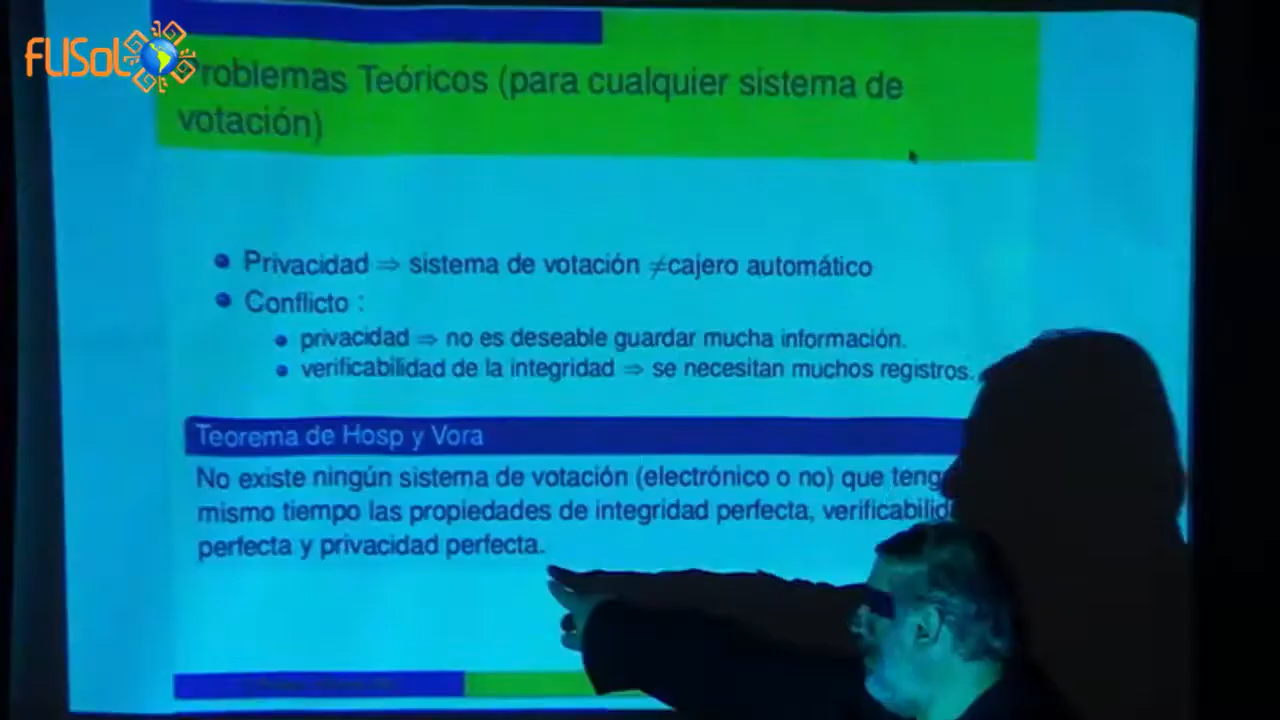 FLISoL
roblemas Teóricos (para cualquier sistema de
votación)
Privacidad ⇒ sistema de votación ≠cajero automático
Conflicto :
privacidad ⇒ no es deseable guardar mucha información.
verificabilidad de la integridad ⇒ se necesitan muchos registros.
Teorema de Hosp y Vora
No existe ningún sistema de votación (electrónico o no) que teng
mismo tiempo las propiedades de integridad perfecta, verificabilid
perfecta y privacidad perfecta.